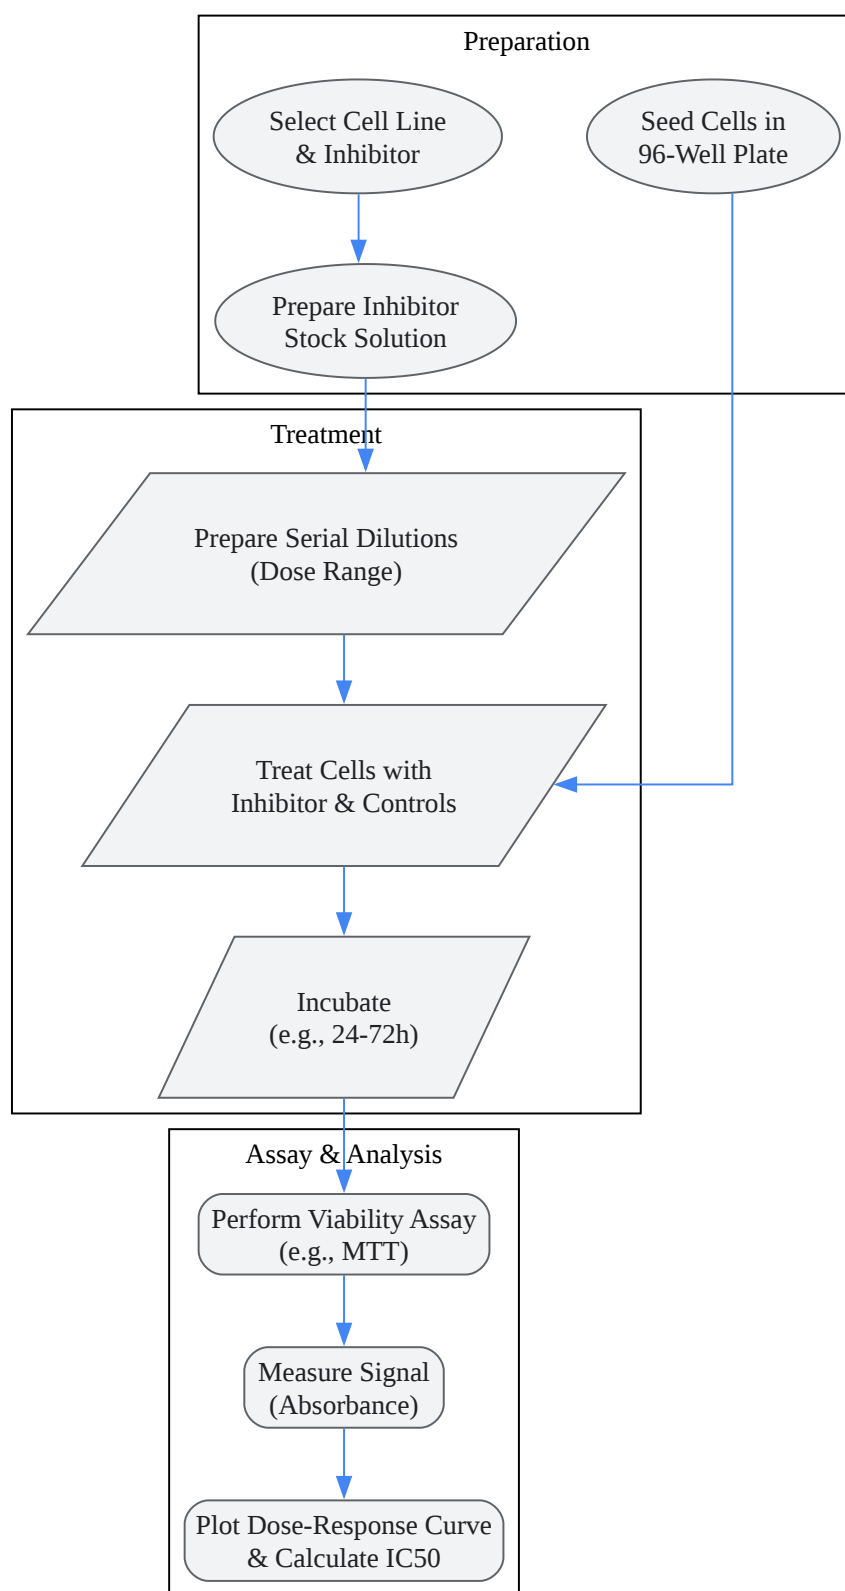 Preparation
Select Cell Line
& Inhibitor
Seed Cells in
96-Well Plate
Prepare Inhibitor
Stock Solution
Treatment
Prepare Serial Dilutions
(Dose Range)
Treat Cells with
Inhibitor & Controls
Incubate
(e.g., 24-72h)
Assay & Analysis
Perform Viability Assay
(e.g., MTT)
Measure Signal
(Absorbance)
Plot Dose-Response Curve
& Calculate IC50